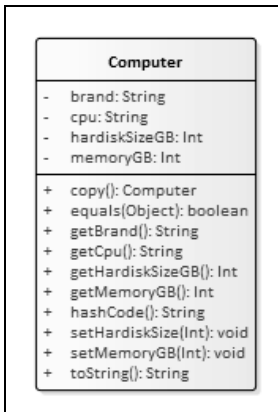 Computer
- brand: String
- cpu: String
- hardiskSizeGB: Int
- memoryGB: Int
+ copy(): Computer
+ equals(Object): boolean
+ getBrand(): String
+ getCpu(): String
+ getHardiskSizeGB(): Int
+ getMemoryGB(): Int
+ hashCode(): String
+ setHardiskSize(Int): void
+ setMemoryGB(Int): void
+ toString(): String